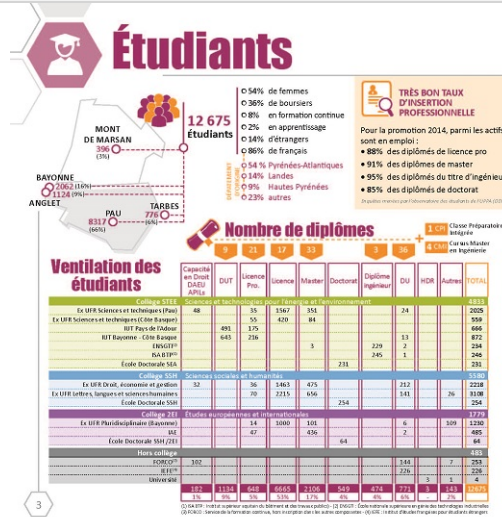 Étudiants
12 675
étudiants
54% de femmes
36% de boursiers
8% en formation continue
2% en apprentissage
14% d'étrangers
86% de français
DÉPARTEMENT
D'ORIGINE
54 % Pyrénées-Atlantiques
14% Landes
9% Hautes Pyrénées
23% autres
MONT
DE MARSAN
396
(3%)
BAYONNE
2062 (16%)
1124 (9%)
ANGLET
PAU
8317
(66%)
TARBES
776
(6%)
TRÈS BON TAUX
D'INSERTION
PROFESSIONNELLE
Pour la promotion 2014, parmi les actifs
sont en emploi :
• 88% des diplômés de licence pro
• 91% des diplômés de master
• 95% des diplômés du titre d'ingénieu
• 85% des diplômés de doctorat
Nombre de diplômes
9 21 17 33 3 36
+
1 CPI Classe Préparatoire Intégrée
4 CMI Cursus Master en Ingénierie
Ventilation des
étudiants
Capacité en Droit DAEU APILs DUT Licence Pro. Licence Master Doctorat Diplôme ingénieur DU HDR Autres TOTAL
Collège STEE Sciences et technologies pour l'énergie et l'environnement 4833
Ex UFR Sciences et techniques (Pau) 48 35 1567 351 24 2025
Ex UFR Sciences et techniques (Côte Basque) 55 420 84 559
IUT Pays de l'Adour 491 175 666
IUT Bayonne - Côte Basque 643 216 13 872
ENSGTI 3 229 2 234
ISA BTP 245 1 246
École Doctorale SEA 231 231
Collège SSH Sciences sociales et humanités 5580
Ex UFR Droit, économie et gestion 32 36 1463 475 212 2218
Ex UFR Lettres, langues et sciences humaines 70 2215 656 141 26 3108
École Doctorale SSH 254 254
Collège 2EI Études européennes et internationales 1779
Ex UFR Pluridisciplinaire (Bayonne) 14 1000 101 6 109 1230
IAE 47 436 2 485
École Doctorale SSH /2EI 64 64
Hors collège 483
FORCO 102 144 7 253
IEFE 226 226
Université 3 1 4
182 1134 648 6665 2106 549 474 771 3 143 12675
1% 9% 5% 53% 17% 4% 4% 6% - 2%
3